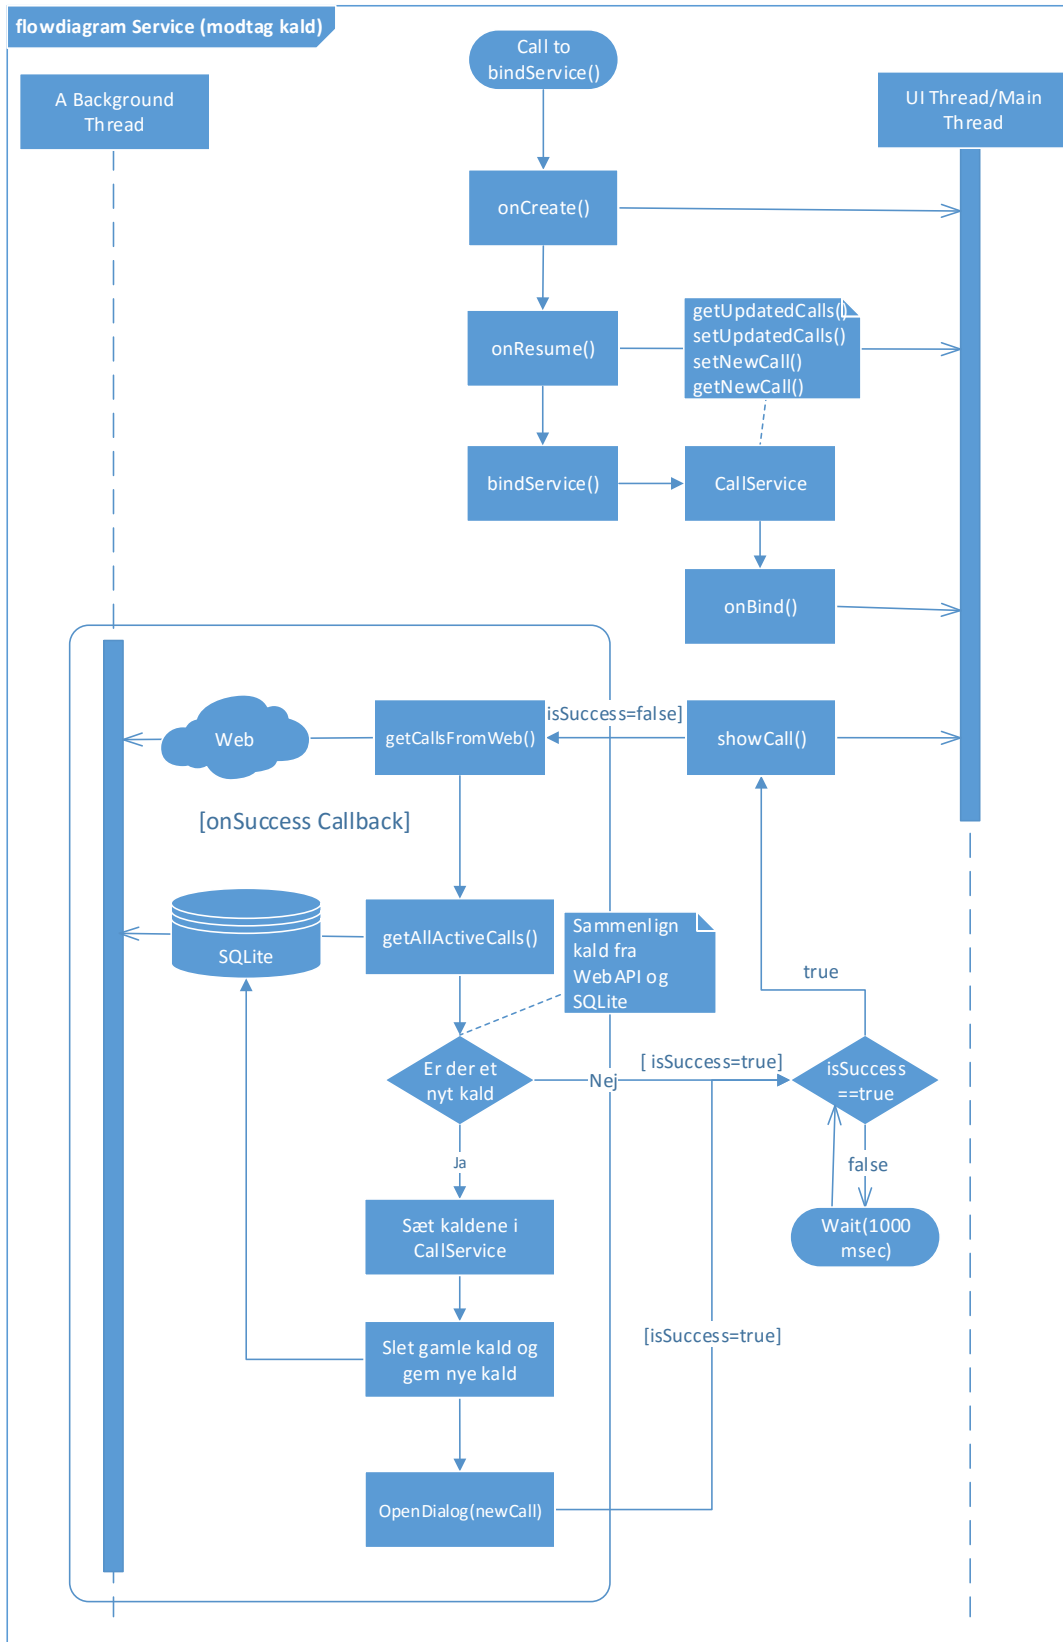 flowdiagram Service (modtag kald)
Call to
bindService()
A Background
Thread
UI Thread/Main
Thread
onCreate()
onResume()
getUpdatedCalls()
setUpdatedCalls()
setNewCall()
getNewCall()
bindService()
CallService
onBind()
Web
getCallsFromWeb()
isSuccess=false]
showCall()
[onSuccess Callback]
SQLite
getAllActiveCalls()
Sammenlign
kald fra
WebAPI og
SQLite
true
Er der et
nyt kald
Nej
[ isSuccess=true]
isSuccess
==true
Ja
false
Sæt kaldene i
CallService
Wait(1000
msec)
Slet gamle kald og
gem nye kald
[isSuccess=true]
OpenDialog(newCall)